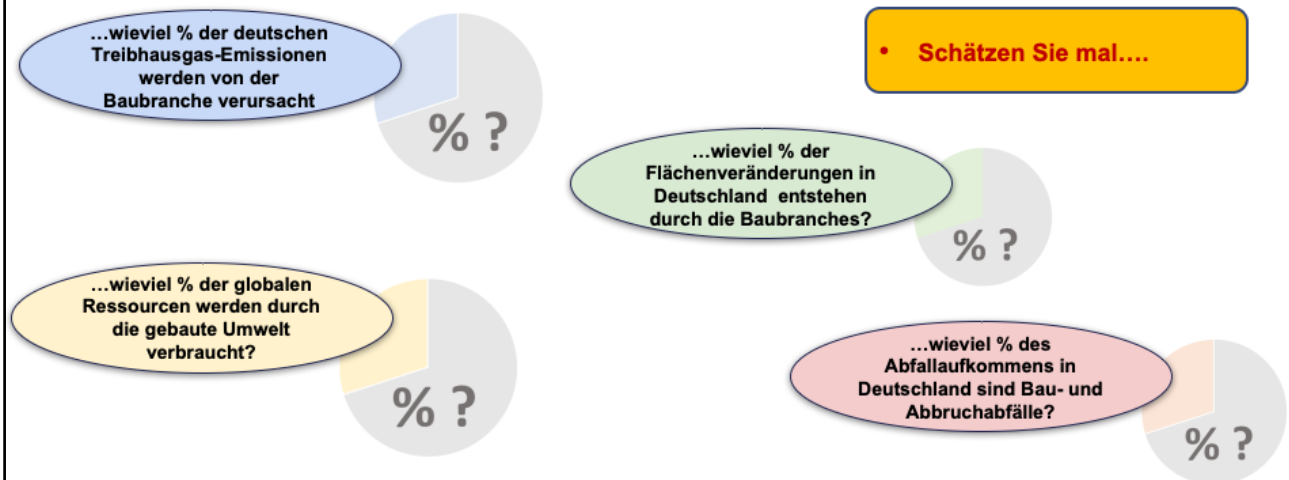 …wieviel % der deutschen
Treibhausgas-Emissionen
werden von der
Baubranche verursacht
% ?
• Schätzen Sie mal….
…wieviel % der
Flächenveränderungen in
Deutschland entstehen
durch die Baubranches?
% ?
…wieviel % der globalen
Ressourcen werden durch
die gebaute Umwelt
verbraucht?
% ?
…wieviel % des
Abfallaufkommens in
Deutschland sind Bau- und
Abbruchabfälle?
% ?